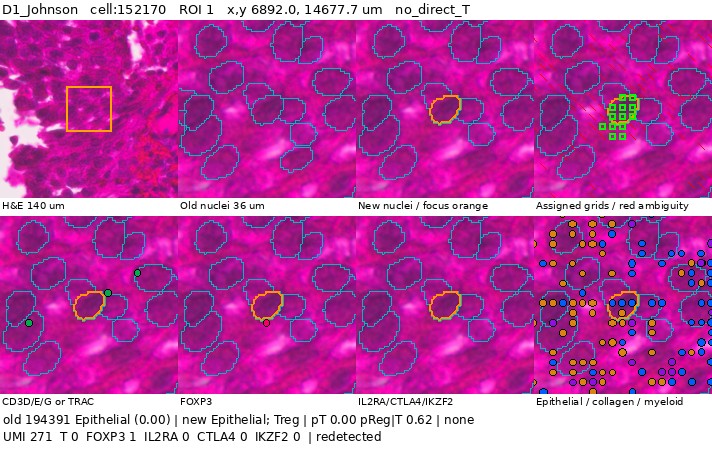 D1_Johnson cell:152170 ROI 1 x,y 6892.0, 14677.7 um no_direct_T
H&E 140 um
Old nuclei 36 um
New nuclei / focus orange
Assigned grids / red ambiguity
CD3D/E/G or TRAC
FOXP3
IL2RA/CTLA4/IKZF2
Epithelial / collagen / myeloid
old 194391 Epithelial (0.00) | new Epithelial; Treg | pT 0.00 pReg|T 0.62 | none
UMI 271 T 0 FOXP3 1 IL2RA 0 CTLA4 0 IKZF2 0 | redetected